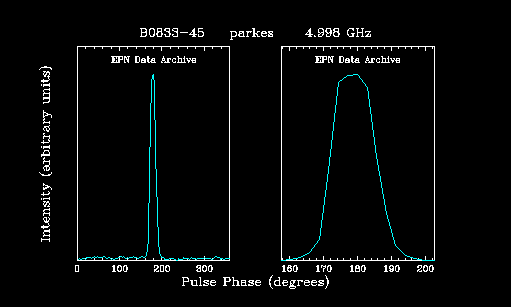 B0833-45 parkes 4.998 GHz
EPN Data Archive EPN Data Archive
Intensity (arbitrary units)
0 100 200 300 160 170 180 190 200
Pulse Phase (degrees)